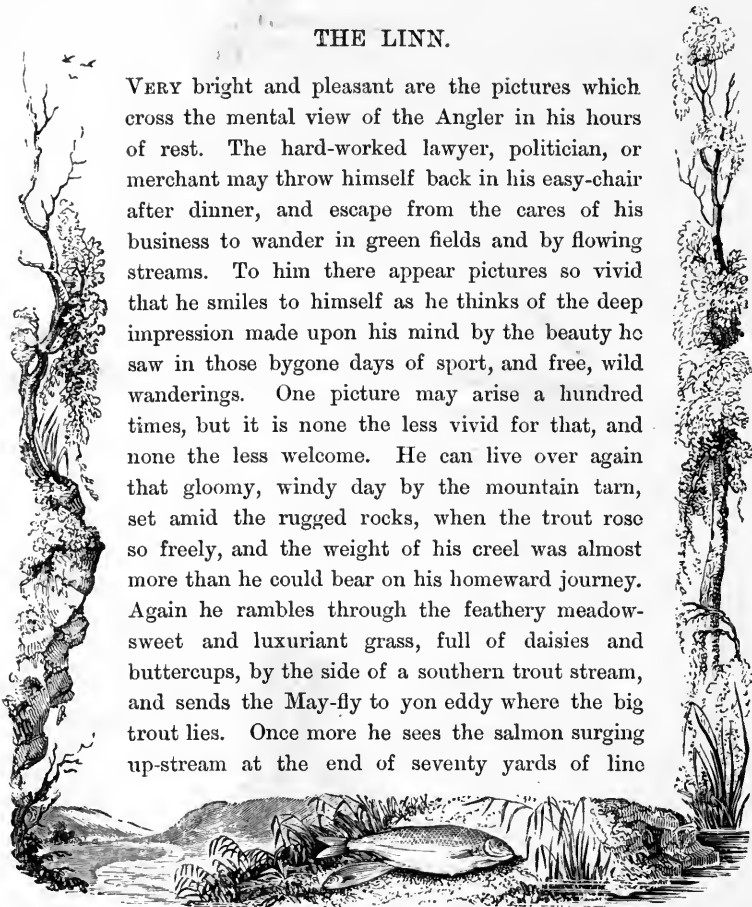 THE LINN.
VERY bright and pleasant are the pictures which
cross the mental view of the Angler in his hours
of rest. The hard-worked lawyer, politician, or
merchant may throw himself back in his easy-chair
after dinner, and escape from the cares of his
business to wander in green fields and by flowing
streams. To him there appear pictures so vivid
that he smiles to himself as he thinks of the deep
impression made upon his mind by the beauty he
saw in those bygone days of sport, and free, wild
wanderings. One picture may arise a hundred
times, but it is none the less vivid for that, and
none the less welcome. He can live over again
that gloomy, windy day by the mountain tarn,
set amid the rugged rocks, when the trout rose
so freely, and the weight of his creel was almost
more than he could bear on his homeward journey.
Again he rambles through the feathery meadow-
sweet and luxuriant grass, full of daisies and
buttercups, by the side of a southern trout stream,
and sends the May-fly to yon eddy where the big
trout lies. Once more he sees the salmon surging
up-stream at the end of seventy yards of line